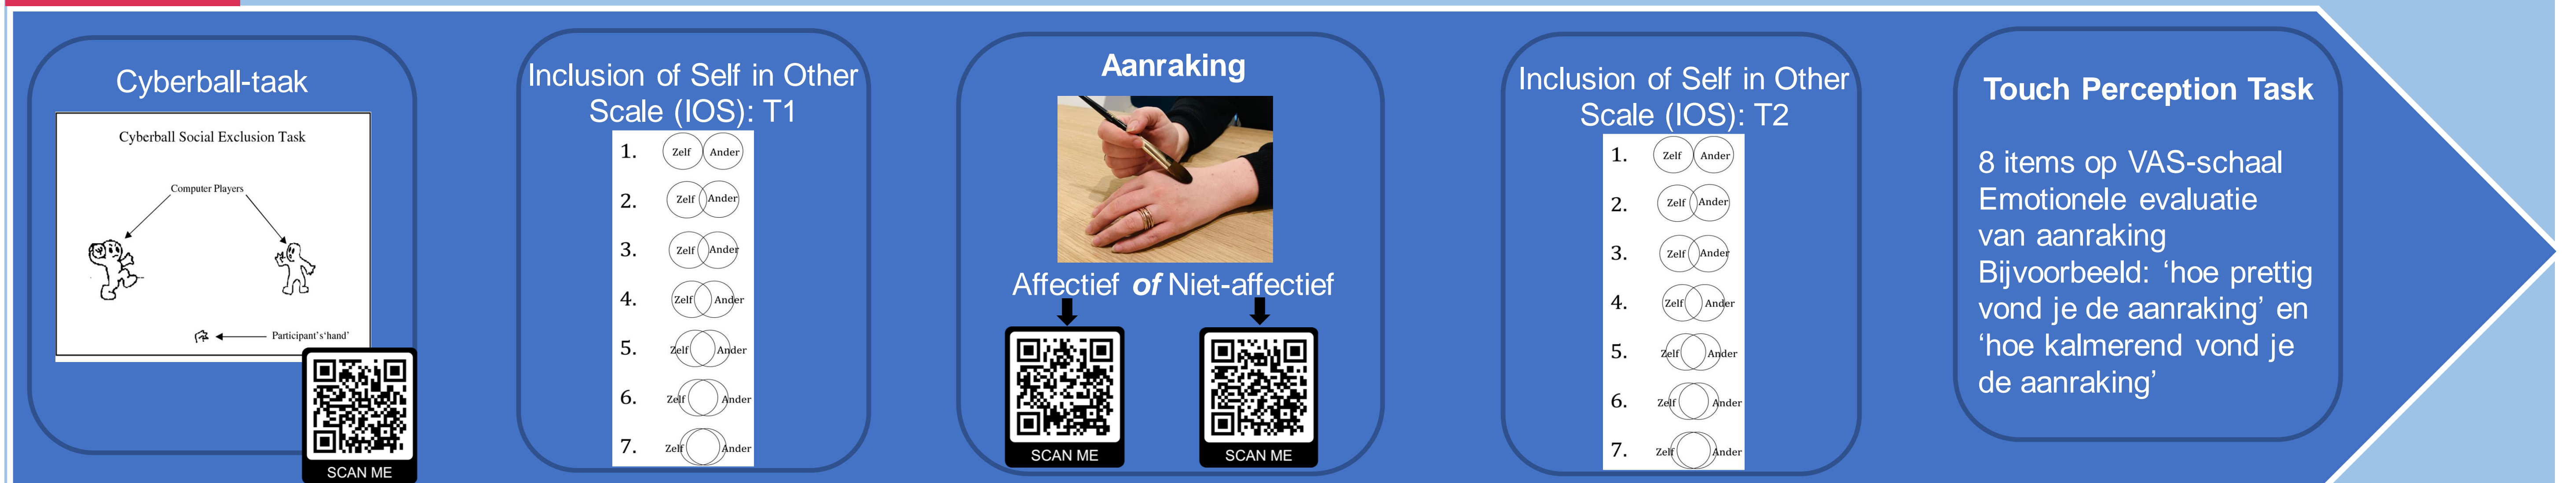 Cyberball-taak
Cyberball Social Exclusion Task
Computer Players
Participant's'hand'
SCAN ME
Inclusion of Self in Other
Scale (IOS): T1
1. Zelf Ander
2. Zelf Ander
3. Zelf Ander
4. Zelf Ander
5. Zelf Ander
6. Zelf Ander
7. Zelf Ander
Aanraking
Affectief of Niet-affectief
SCAN ME
SCAN ME
Inclusion of Self in Other
Scale (IOS): T2
1. Zelf Ander
2. Zelf Ander
3. Zelf Ander
4. Zelf Ander
5. Zelf Ander
6. Zelf Ander
7. Zelf Ander
Touch Perception Task
8 items op VAS-schaal
Emotionele evaluatie
van aanraking
Bijvoorbeeld: ‘hoe prettig
vond je de aanraking’ en
‘hoe kalmerend vond je
de aanraking’